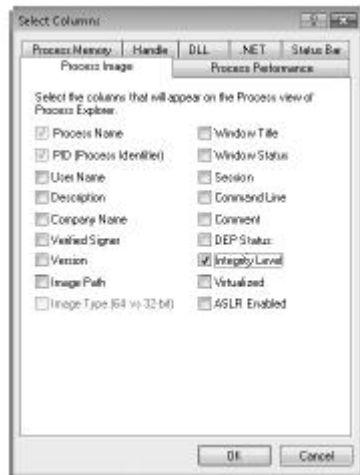 Select Columns
Process Memory Handle DLL .NET Status Bar
Process Image Process Performance
Select the columns that will appear on the Process view of
Process Explorer.
Process Name
PID (Process Identifier)
User Name
Description
Company Name
Verified Signer
Version
Image Path
Image Type (64 vs 32-bit)
Window Title
Window Status
Session
Command Line
Comment
DEP Status
Integrity Level
Virtualized
ASLR Enabled
OK Cancel